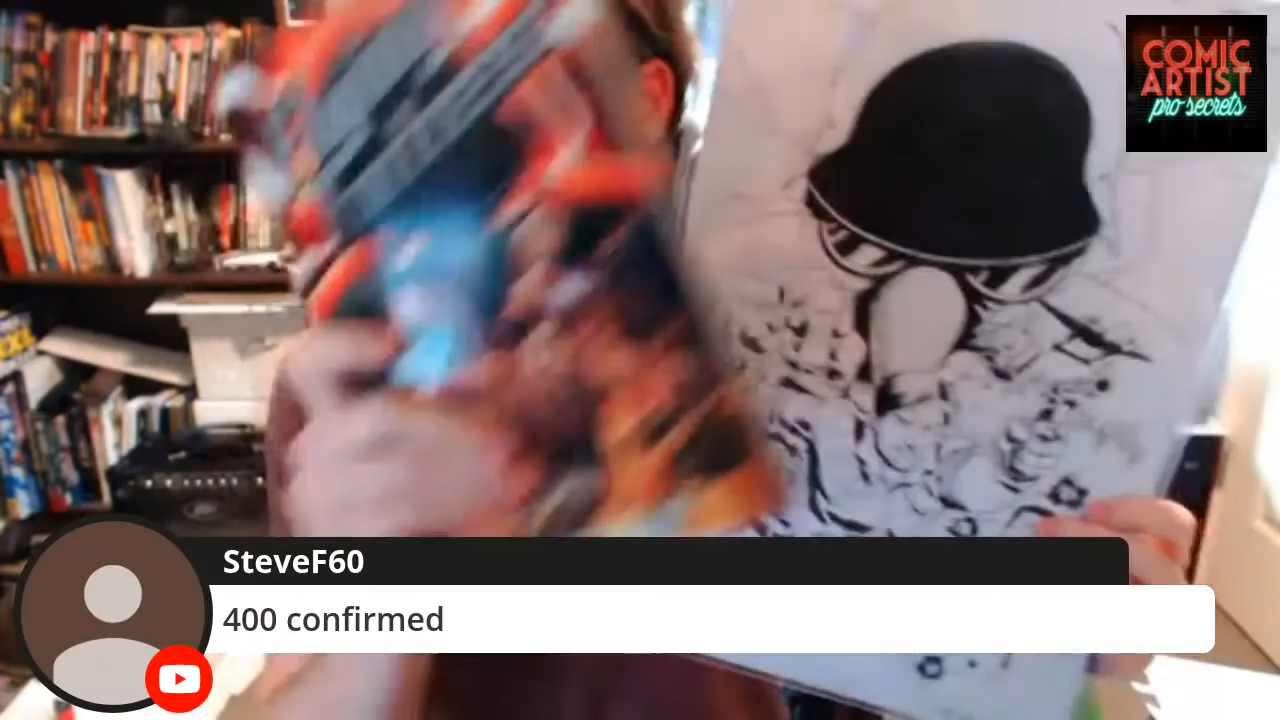 COMIC
ARTIST
pro secrets
SteveF60
400 confirmed